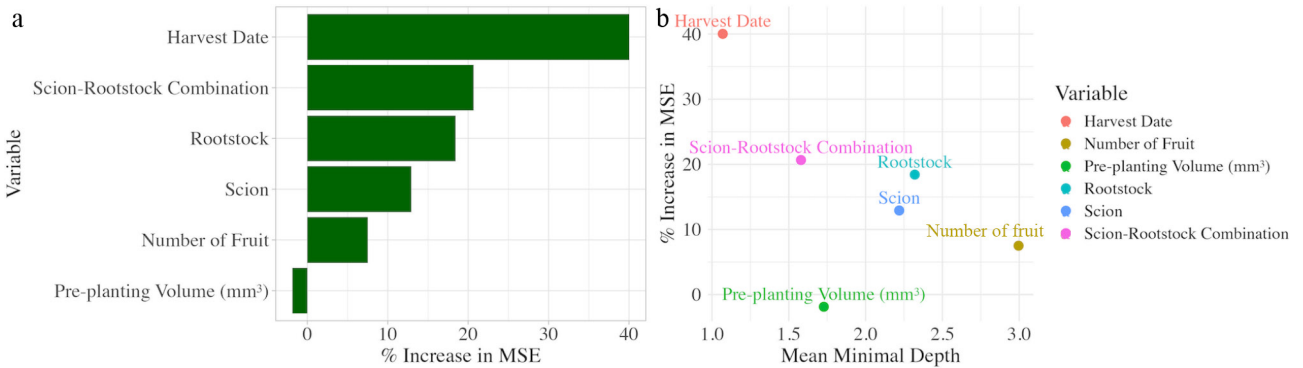 a
Variable
Harvest Date
Scion-Rootstock Combination
Rootstock
Scion
Number of Fruit
Pre-planting Volume (mm³)
0
10
20
30
40
% Increase in MSE
b
% Increase in MSE
40
30
20
10
0
Harvest Date
Scion-Rootstock Combination
Rootstock
Scion
Number of fruit
Pre-planting Volume (mm³)
1.0
1.5
2.0
2.5
3.0
Mean Minimal Depth
Variable
Harvest Date
Number of Fruit
Pre-planting Volume (mm³)
Rootstock
Scion
Scion-Rootstock Combination